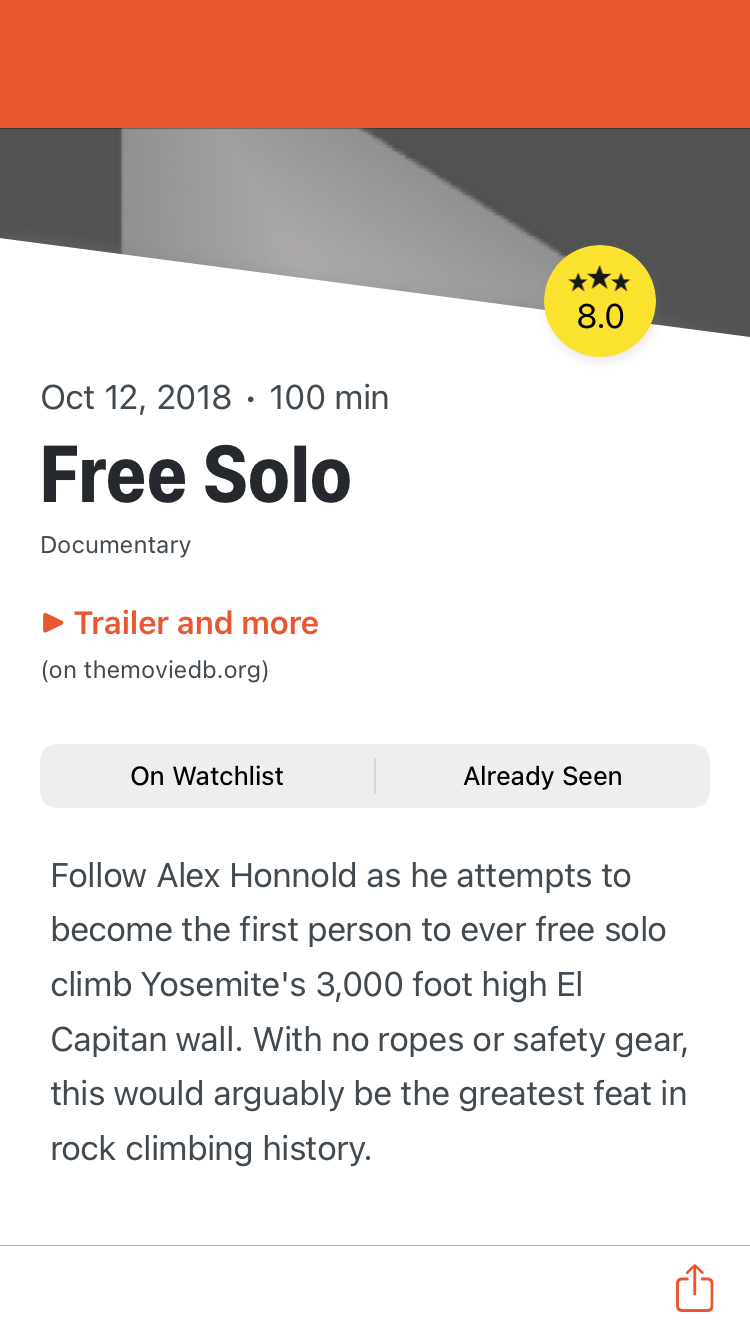 8.0
Oct 12, 2018 · 100 min
Free Solo
Documentary
Trailer and more
(on themoviedb.org)
On Watchlist
Already Seen
Follow Alex Honnold as he attempts to
become the first person to ever free solo
climb Yosemite's 3,000 foot high El
Capitan wall. With no ropes or safety gear,
this would arguably be the greatest feat in
rock climbing history.